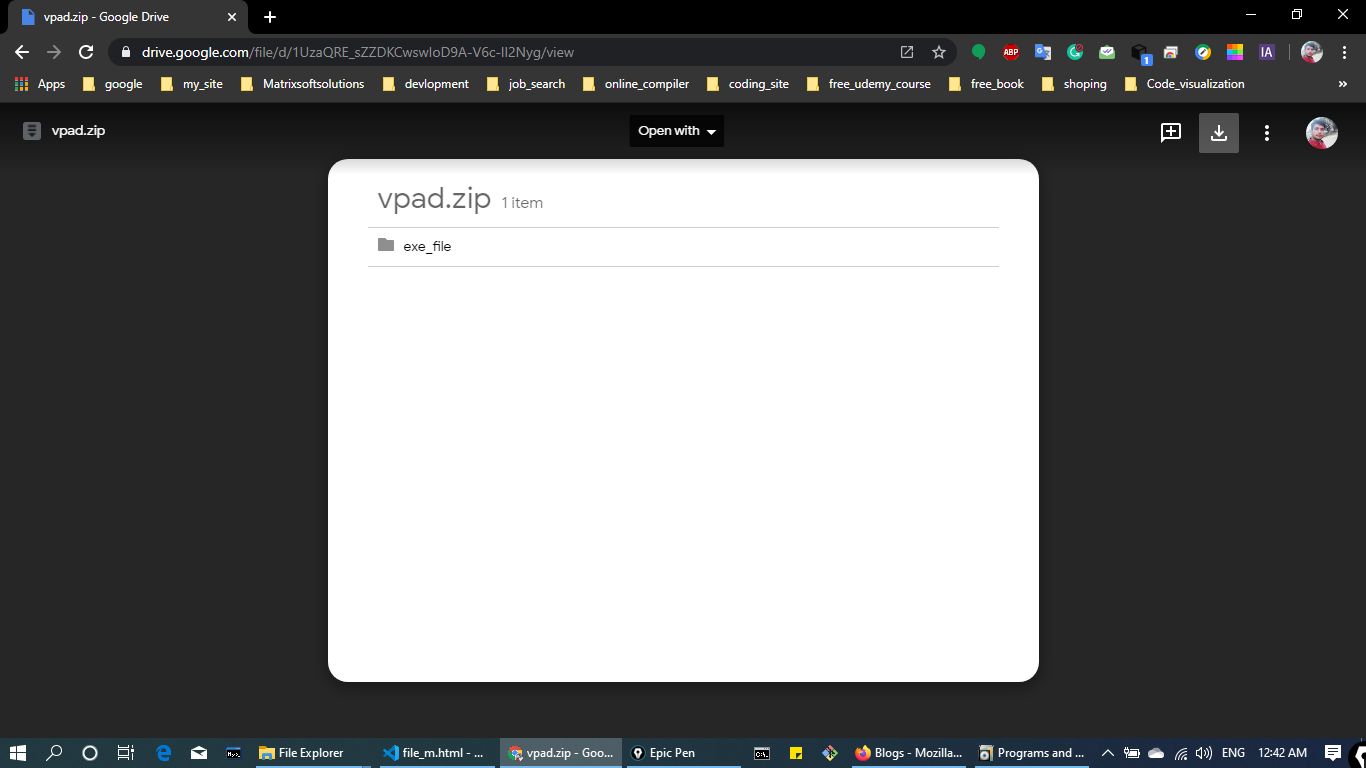 vpad.zip - Google Drive
drive.google.com/file/d/1UzaQRE_sZZDKCwswIoD9A-V6c-lI2Nyg/view
ABP
1
IA
Apps google my_site Matrixsoftsolutions devlopment job_search online_compiler coding_site free_udemy_course free_book shoping Code_visualization »
vpad.zip Open with
vpad.zip 1 item
exe_file
File Explorer file_m.html - ... vpad.zip - Goo... Epic Pen Blogs - Mozilla... Programs and ... ENG 12:42 AM